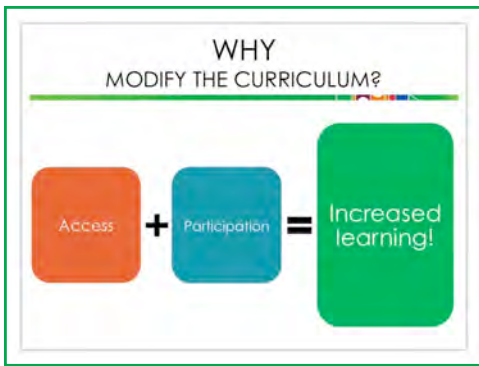 WHY
MODIFY THE CURRICULUM?
Access + Participation = Increased
learning!